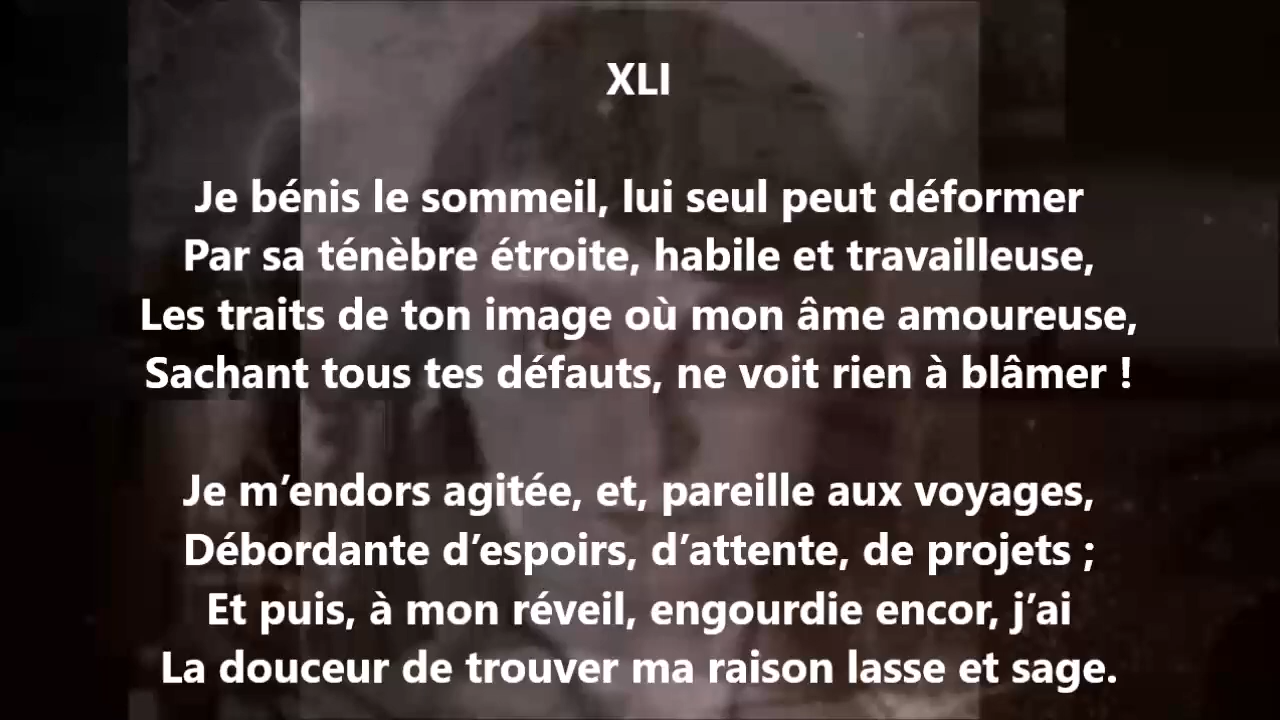 XLI
Je bénis le sommeil, lui seul peut déformer
Par sa ténèbre étroite, habile et travailleuse,
Les traits de ton image où mon âme amoureuse,
Sachant tous tes défauts, ne voit rien à blâmer !
Je m’endors agitée, et, pareille aux voyages,
Débordante d’espoirs, d’attente, de projets ;
Et puis, à mon réveil, engourdie encor, j’ai
La douceur de trouver ma raison lasse et sage.